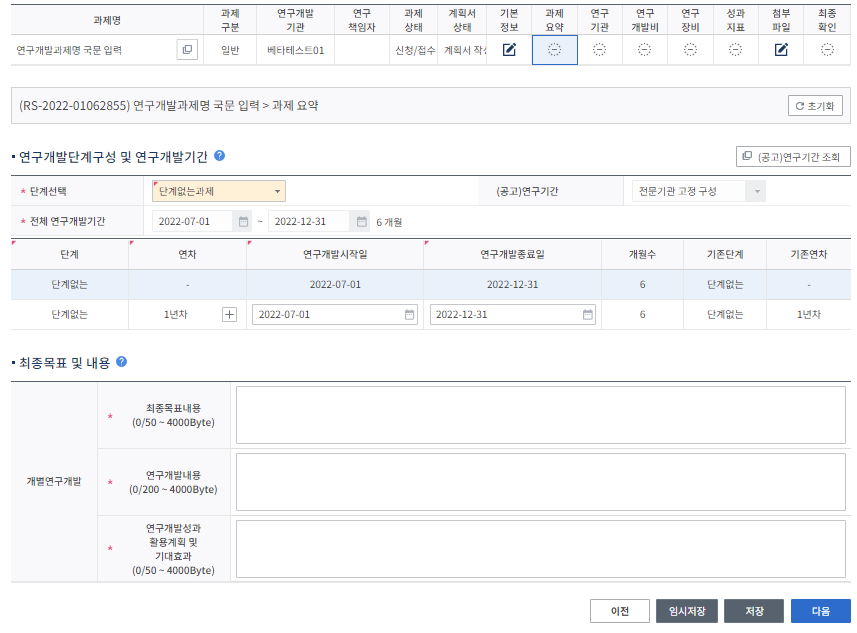 과제명 과제 구분 연구개발 기관 연구 책임자 과제 상태 계획서 상태 기본 정보 과제 요약 연구 기관 연구 개발비 연구 장비 성과 지표 첨부 파일 최종 확인
연구개발과제명 국문 입력 일반 베타테스트01 신청/접수 계획서 작성
(RS-2022-01062855) 연구개발과제명 국문 입력 > 과제 요약 초기화
연구개발단계구성 및 연구개발기간 ? (공고)연구기간 조회
* 단계선택 단계없는과제 (공고)연구기간 전문기관 고정 구성
* 전체 연구개발기간 2022-07-01 ~ 2022-12-31 6 개월
단계 연차 연구개발시작일 연구개발종료일 개월수 기존단계 기존연차
단계없는 - 2022-07-01 2022-12-31 6 단계없는 -
단계없는 1년차 + 2022-07-01 2022-12-31 6 단계없는 1년차
최종목표 및 내용 ?
개별연구개발
* 최종목표내용
(0/50 ~ 4000Byte)
* 연구개발내용
(0/200 ~ 4000Byte)
* 연구개발성과
활용계획 및
기대효과
(0/50 ~ 4000Byte)
이전 임시저장 저장 다음